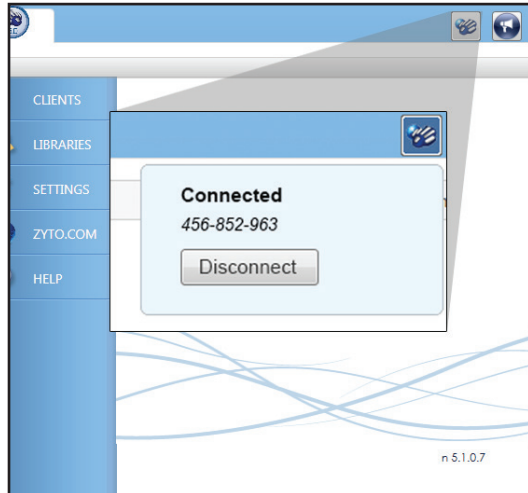 CLIENTS
LIBRARIES
SETTINGS
ZYTO.COM
HELP
Connected
456-852-963
Disconnect
n 5.1.0.7